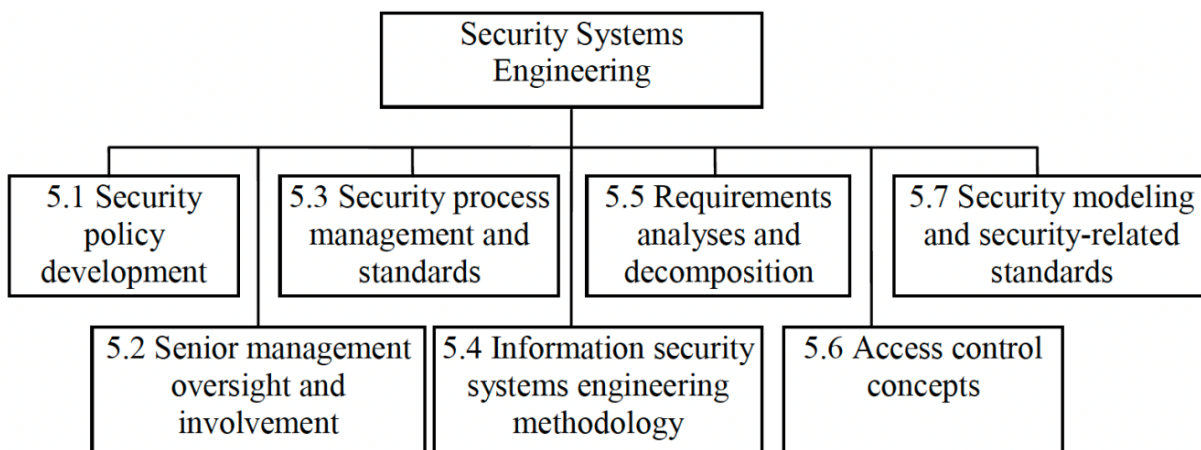 Security Systems
Engineering
5.1 Security
policy
development
5.3 Security process
management and
standards
5.5 Requirements
analyses and
decomposition
5.7 Security modeling
and security-related
standards
5.2 Senior management
oversight and
involvement
5.4 Information security
systems engineering
methodology
5.6 Access control
concepts